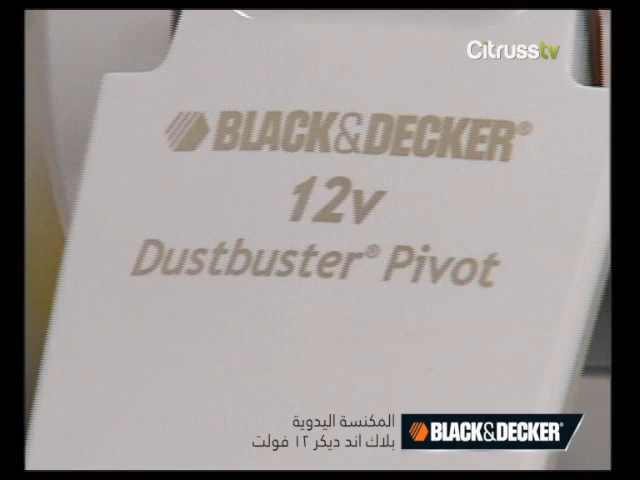 Citrusstv
BLACK&DECKER®
12v
Dustbuster® Pivot
المكنسة اليدوية
بلاك اند ديكر ١٢ فولت
BLACK&DECKER®